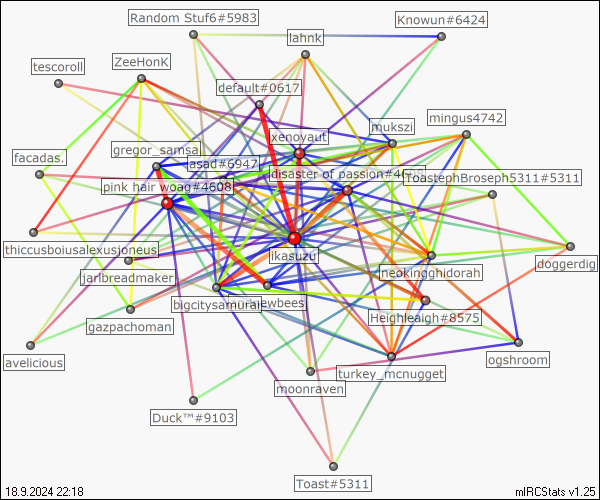 Random Stuf6#5983
Knowun#6424
lahnk
ZeeHonK
tescoroll
default#0617
mingus4742
mukszi
xenoyaut
gregor_samsa
facadas.
asad#6947
disaster of passion#4
ToastephBroseph5311#5311
pink hair woag#4608
thiccusboiusalexusjoneus
ikasuzu
doggerdig
jarlbreadmaker
neokingghidorah
bigcitysamurai
newbees
Heighleaigh#8575
gazpachoman
avelicious
ogshroom
turkey_mcnugget
moonraven
Duck™#9103
Toast#5311
18.9.2024 22:18
mIRCStats v1.25